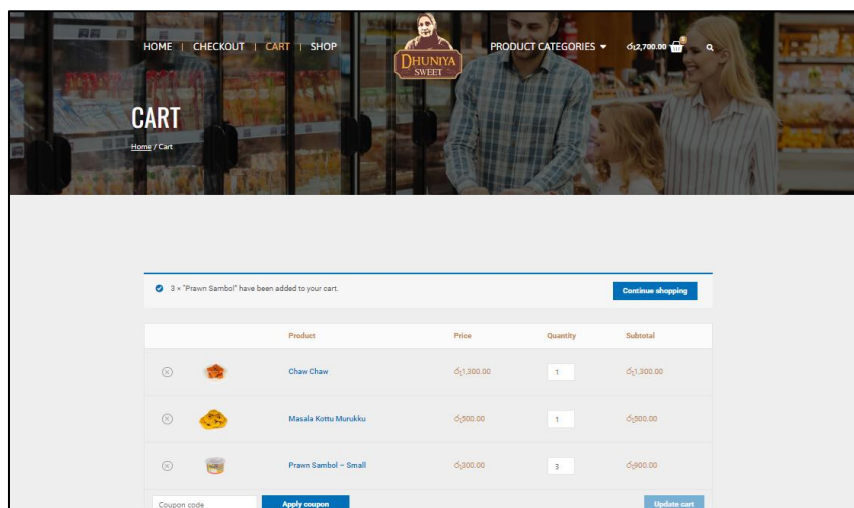 HOME | CHECKOUT | CART | SHOP
DHUNIYA
SWEET
PRODUCT CATEGORIES
රු2,700.00
CART
Home / Cart
3 × "Prawn Sambol" have been added to your cart.
Continue shopping
Product Price Quantity Subtotal
Chaw Chaw රු1,300.00 1 රු1,300.00
Masala Kottu Murukku රු500.00 1 රු500.00
Prawn Sambol – Small රු300.00 3 රු900.00
Coupon code Apply coupon Update cart